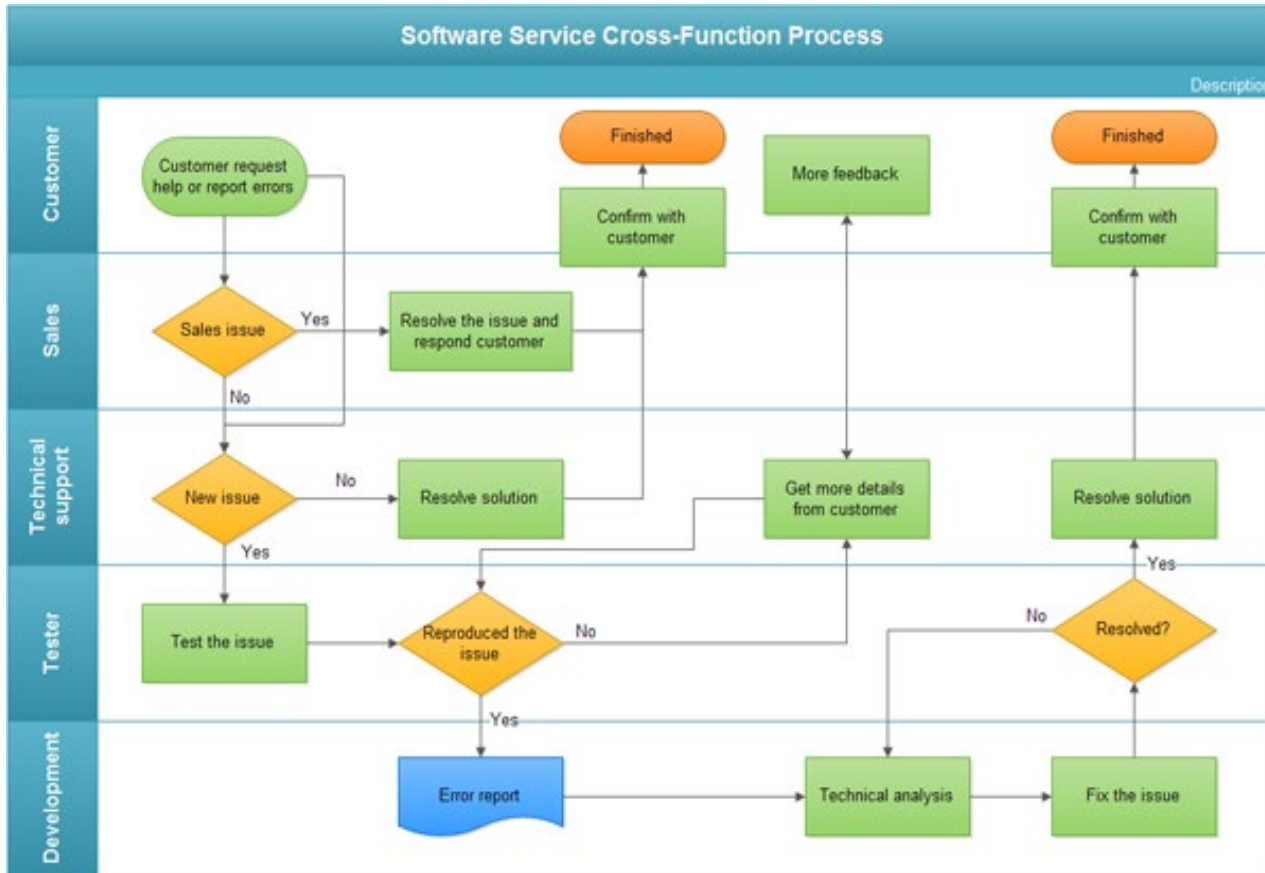 Software Service Cross-Function Process
Description
Customer
Customer request
help or report errors
Finished
Confirm with
customer
More feedback
Finished
Confirm with
customer
Sales
Sales issue
Yes
Resolve the issue and
respond customer
No
Technical
support
New issue
No
Resolve solution
Get more details
from customer
Resolve solution
Yes
Yes
Tester
Test the issue
Reproduced the
issue
No
No
Resolved?
Yes
Development
Error report
Technical analysis
Fix the issue